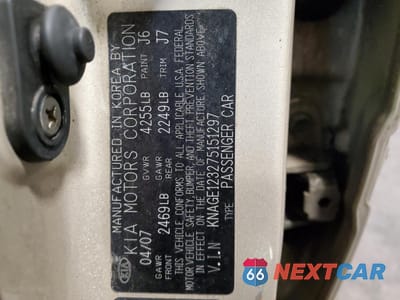 MANUFACTURED IN KOREA BY
KIA MOTORS CORPORATION
04/07 GVWR 4255LB PAINT J6
GAWR FRONT 2469LB GAWR REAR 2249LB TRIM J7
THIS VEHICLE CONFORMS TO ALL APPLICABLE U.S.A. FEDERAL
MOTOR VEHICLE SAFETY, BUMPER, AND THEFT PREVENTION STANDARDS
IN EFFECT ON THE DATE OF MANUFACTURE SHOWN ABOVE
V.I.N KNAGE123275151297
TYPE PASSENGER CAR
KIA
66 NEXTCAR